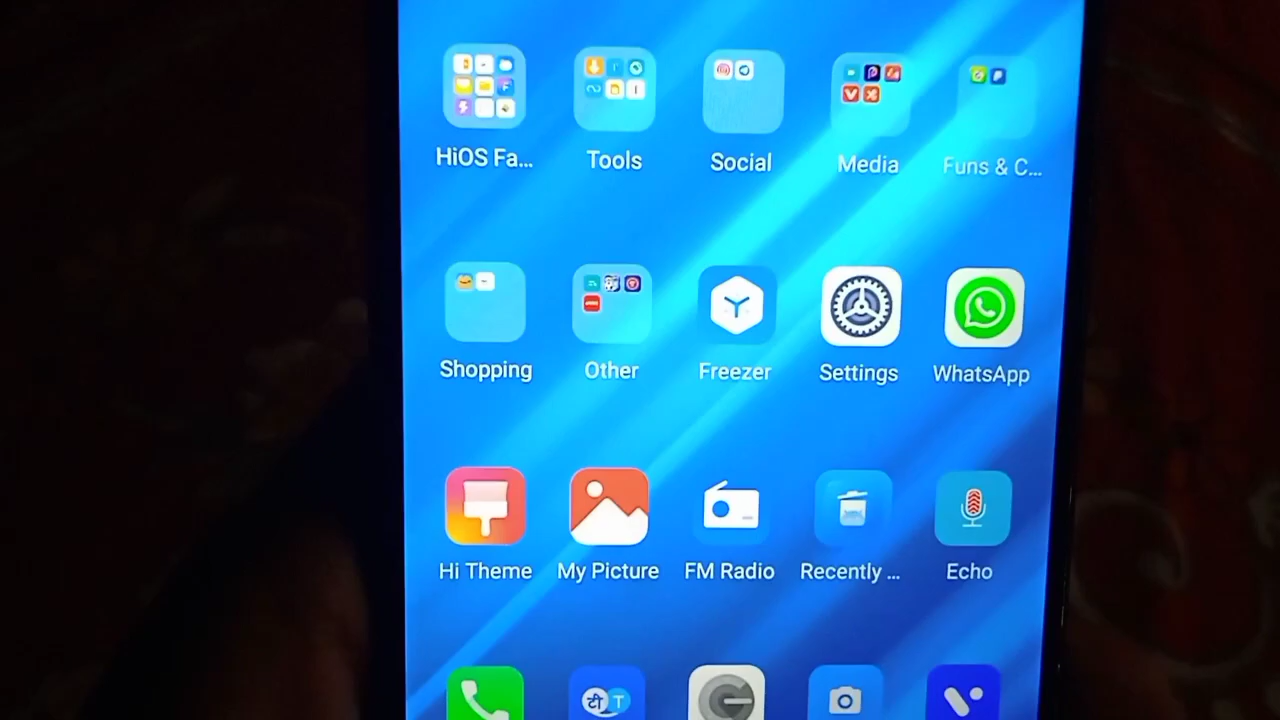 HiOS Fa... Tools Social Media Funs & C...
Shopping Other Freezer Settings WhatsApp
Hi Theme My Picture FM Radio Recently ... Echo
टी T